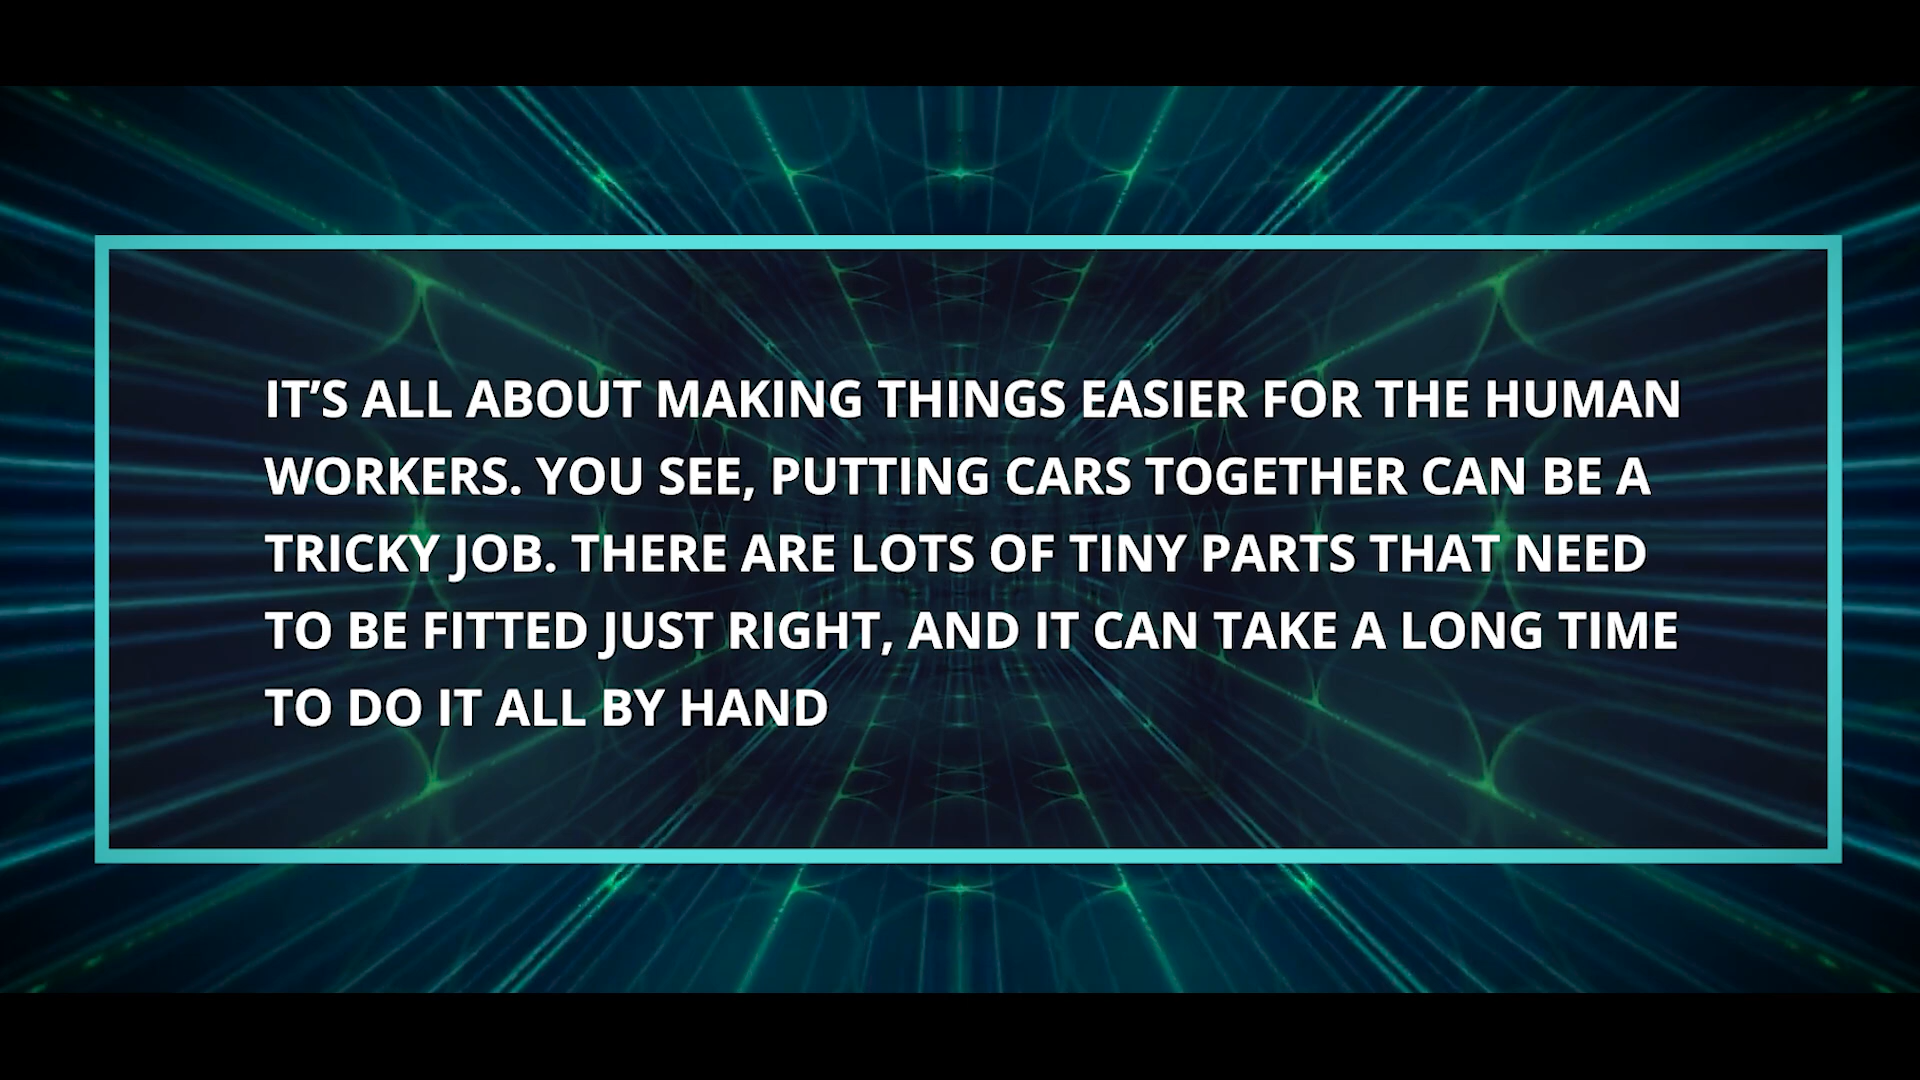 IT’S ALL ABOUT MAKING THINGS EASIER FOR THE HUMAN
WORKERS. YOU SEE, PUTTING CARS TOGETHER CAN BE A
TRICKY JOB. THERE ARE LOTS OF TINY PARTS THAT NEED
TO BE FITTED JUST RIGHT, AND IT CAN TAKE A LONG TIME
TO DO IT ALL BY HAND